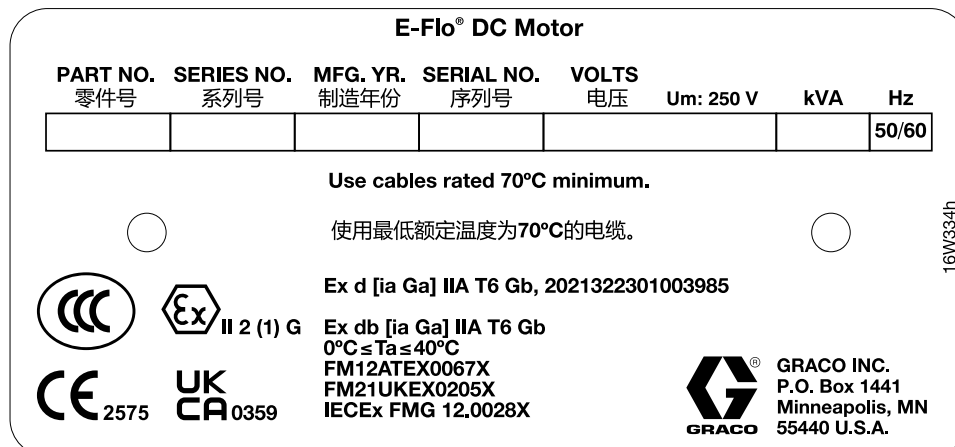 E-Flo® DC Motor
PART NO. SERIES NO. MFG. YR. SERIAL NO. VOLTS
零件号 系列号 制造年份 序列号 电压 Um: 250 V kVA Hz
50/60
Use cables rated 70ºC minimum.
使用最低额定温度为70ºC的电缆。
16W334h
Ex d [ia Ga] IIA T6 Gb, 2021322301003985
CCC
Ex II 2 (1) G
Ex db [ia Ga] IIA T6 Gb
0ºC≤Ta≤40ºC
FM12ATEX0067X
FM21UKEX0205X
IECEx FMG 12.0028X
CE 2575
UK
CA 0359
GRACO
®
GRACO INC.
P.O. Box 1441
Minneapolis, MN
55440 U.S.A.